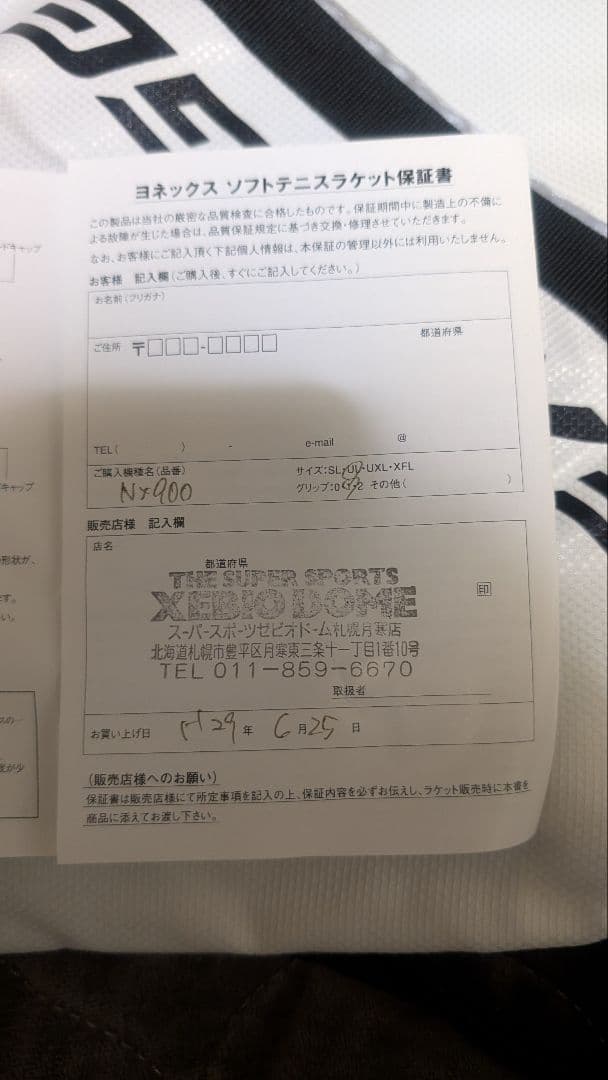 ヨネックス ソフトテニスラケット保証書
この製品は当社の厳密な品質検査に合格したものです。保証期間中に製造上の不備に
よる故障が生じた場合は、品質保証規定に基づき交換・修理させていただきます。
なお、お客様にご記入頂く下記個人情報は、本保証の管理以外には利用いたしません。
お客様 記入欄(ご購入後、すぐにご記入してください。)
お名前(フリガナ)
ご住所 〒□□□-□□□□ 都道府県
TEL( ) - e-mail @
ご購入機種名(品番) サイズ:SL・UL・UXL・XFL
NX900 グリップ:0・1・2 その他( )
販売店様 記入欄
店名
都道府県
THE SUPER SPORTS
XEBIO DOME
印
スーパースポーツゼビオドーム札幌月寒店
北海道札幌市豊平区月寒東三条十一丁目1番10号
TEL 011-859-6670
取扱者
お買い上げ日 H29 年 6 月 25 日
(販売店様へのお願い)
保証書は販売店様にて所定事項を記入の上、保証内容を必ずお伝えし、ラケット販売時に本書を
商品に添えてお渡し下さい。